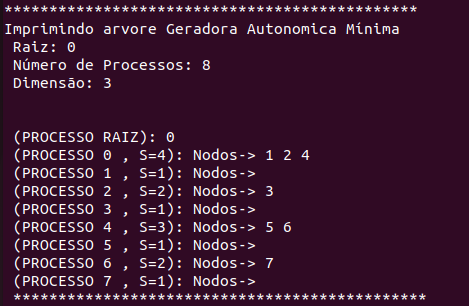 **********************************************
Imprimindo arvore Geradora Autonomica Mínima
Raiz: 0
Número de Processos: 8
Dimensão: 3
(PROCESSO RAIZ): 0
(PROCESSO 0 , S=4): Nodos-> 1 2 4
(PROCESSO 1 , S=1): Nodos->
(PROCESSO 2 , S=2): Nodos-> 3
(PROCESSO 3 , S=1): Nodos->
(PROCESSO 4 , S=3): Nodos-> 5 6
(PROCESSO 5 , S=1): Nodos->
(PROCESSO 6 , S=2): Nodos-> 7
(PROCESSO 7 , S=1): Nodos->
**********************************************